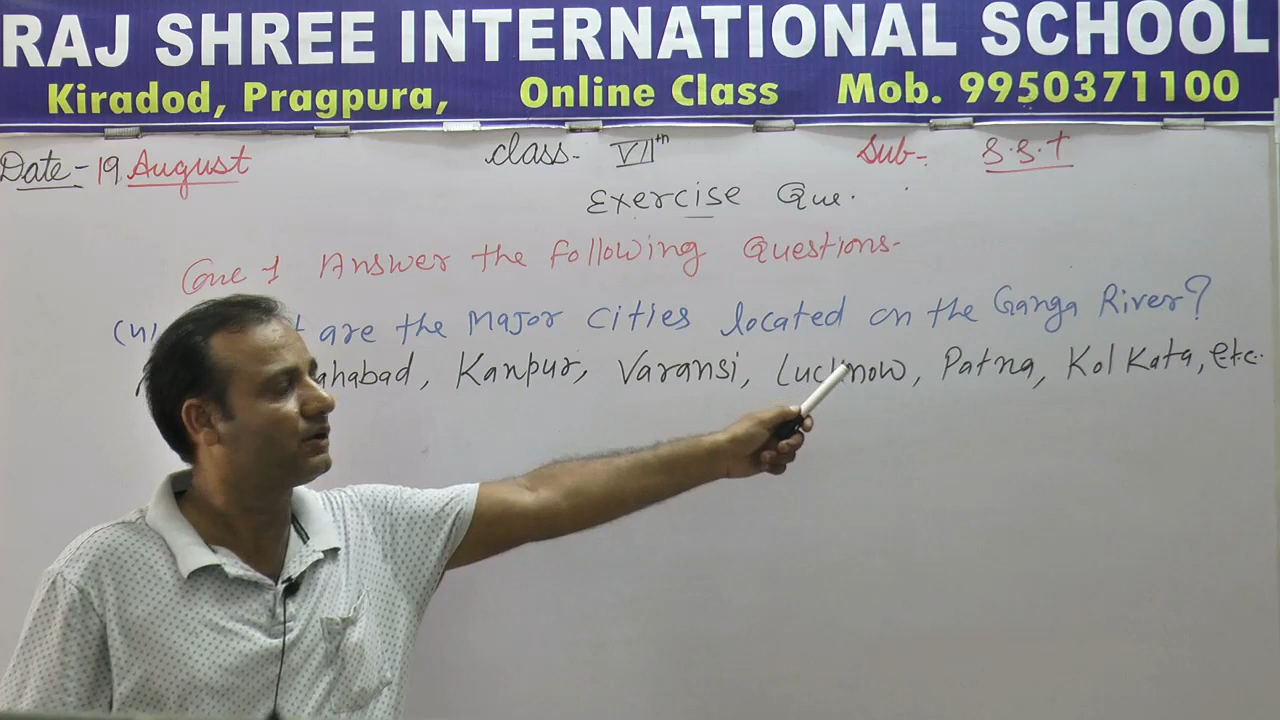 RAJ SHREE INTERNATIONAL SCHOOL
Kiradod, Pragpura, Online Class Mob. 9950371100
Date - 19 August Class - VIIth Sub - S.S.T
Exercise Que.
Que 1 Answer the following Questions -
are the Major Cities located on the Ganga River?
ahabad, Kanpur, Varansi, Lucknow, Patna, Kolkata, etc.